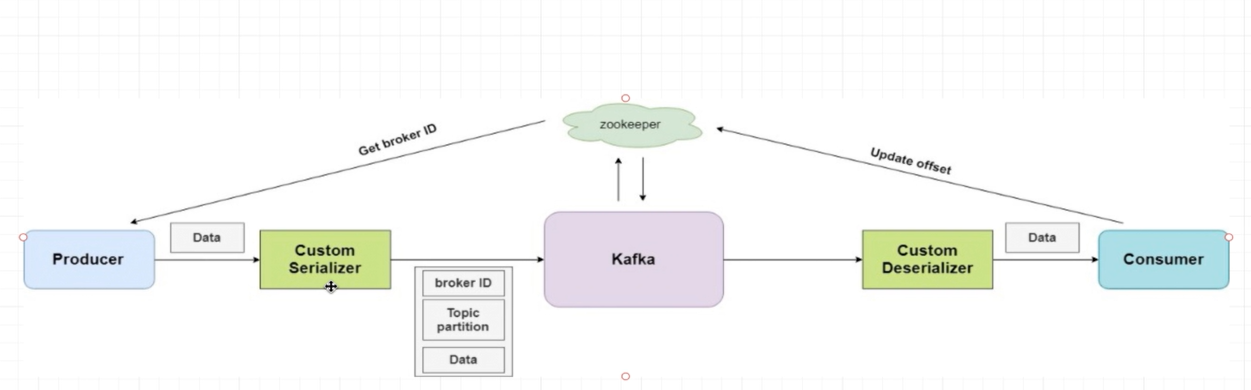 zookeeper
Get broker ID
Update offset
Producer
Data
Custom
Serializer
broker ID
Topic
partition
Data
Kafka
Custom
Deserializer
Data
Consumer